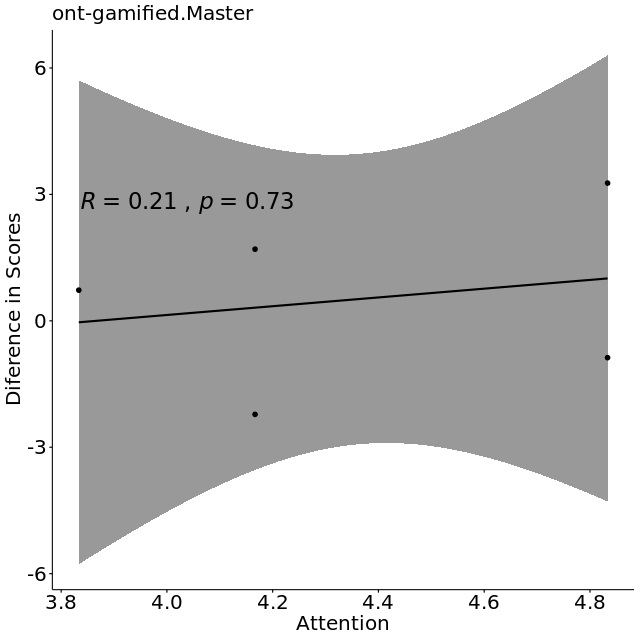 ont-gamified.Master
6
3
0
-3
-6
Diference in Scores
R = 0.21 , p = 0.73
3.8 4.0 4.2 4.4 4.6 4.8
Attention